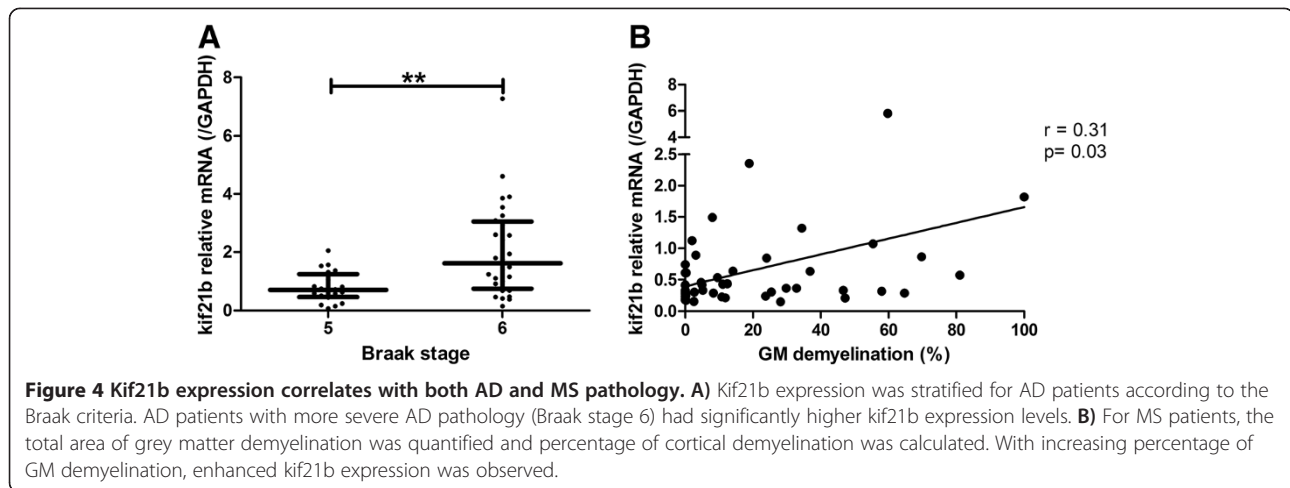 A
kif21b relative mRNA (/GAPDH)
8
6
4
2
0
**
5
6
Braak stage
B
kif21b relative mRNA (/GAPDH)
8
6
4
2.5
2.0
1.5
1.0
0.5
0.0
0
20
40
60
80
100
GM demyelination (%)
r = 0.31
p= 0.03
Figure 4 Kif21b expression correlates with both AD and MS pathology. A) Kif21b expression was stratified for AD patients according to the
Braak criteria. AD patients with more severe AD pathology (Braak stage 6) had significantly higher kif21b expression levels. B) For MS patients, the
total area of grey matter demyelination was quantified and percentage of cortical demyelination was calculated. With increasing percentage of
GM demyelination, enhanced kif21b expression was observed.